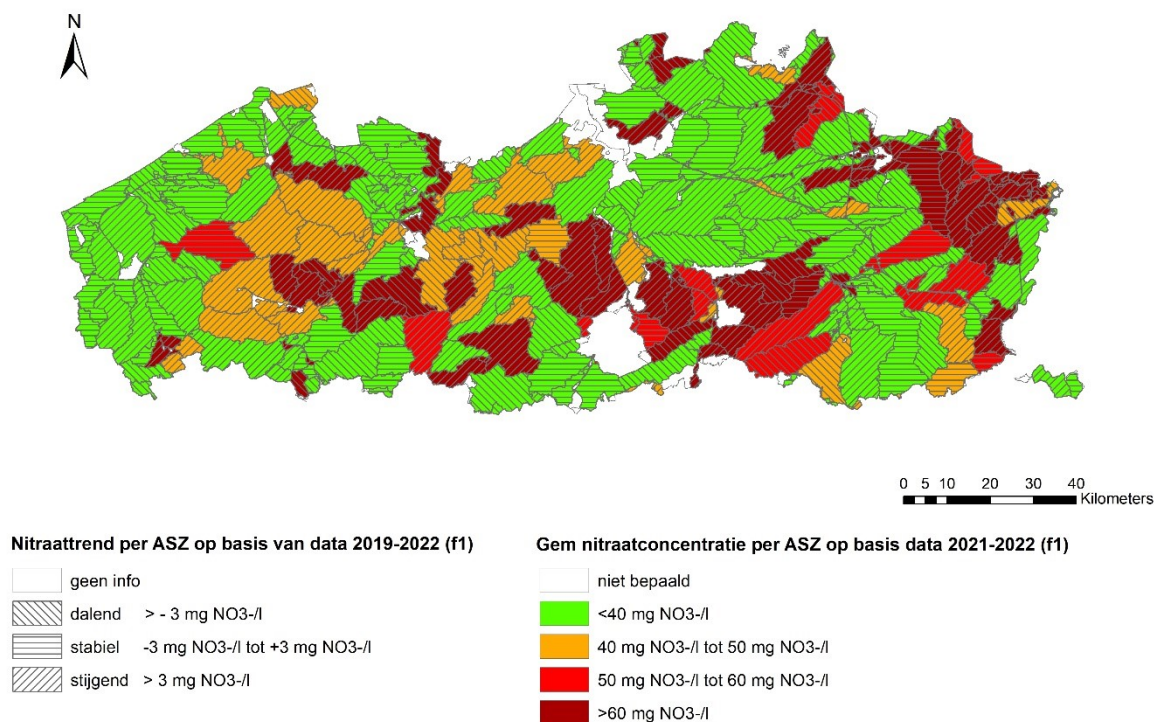 N
0 5 10 20 30 40
Kilometers
Nitraattrend per ASZ op basis van data 2019-2022 (f1)
geen info
dalend > - 3 mg NO3-/l
stabiel -3 mg NO3-/l tot +3 mg NO3-/l
stijgend > 3 mg NO3-/l
Gem nitraatconcentratie per ASZ op basis data 2021-2022 (f1)
niet bepaald
<40 mg NO3-/l
40 mg NO3-/l tot 50 mg NO3-/l
50 mg NO3-/l tot 60 mg NO3-/l
>60 mg NO3-/l